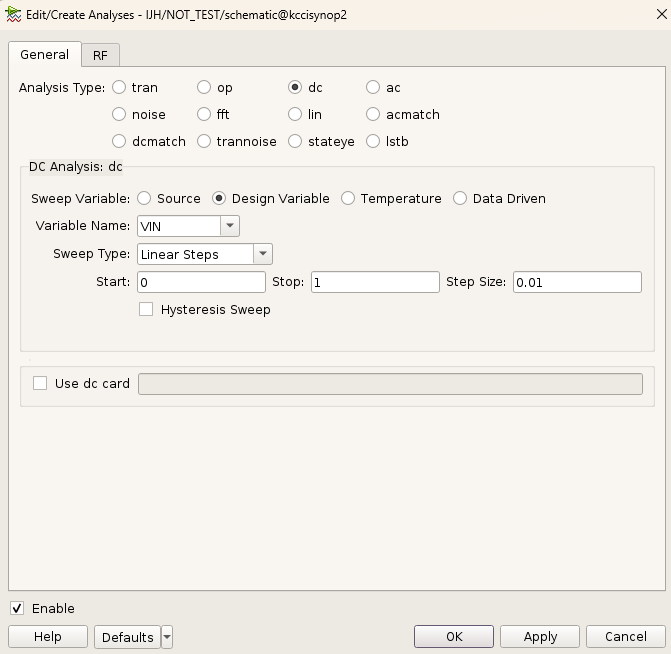 Edit/Create Analyses - IJH/NOT_TEST/schematic@kccisynop2
General RF
Analysis Type: tran op dc ac
noise fft lin acmatch
dcmatch trannoise stateye lstb
DC Analysis: dc
Sweep Variable: Source Design Variable Temperature Data Driven
Variable Name: VIN
Sweep Type: Linear Steps
Start: 0 Stop: 1 Step Size: 0.01
Hysteresis Sweep
Use dc card
Enable
Help Defaults OK Apply Cancel